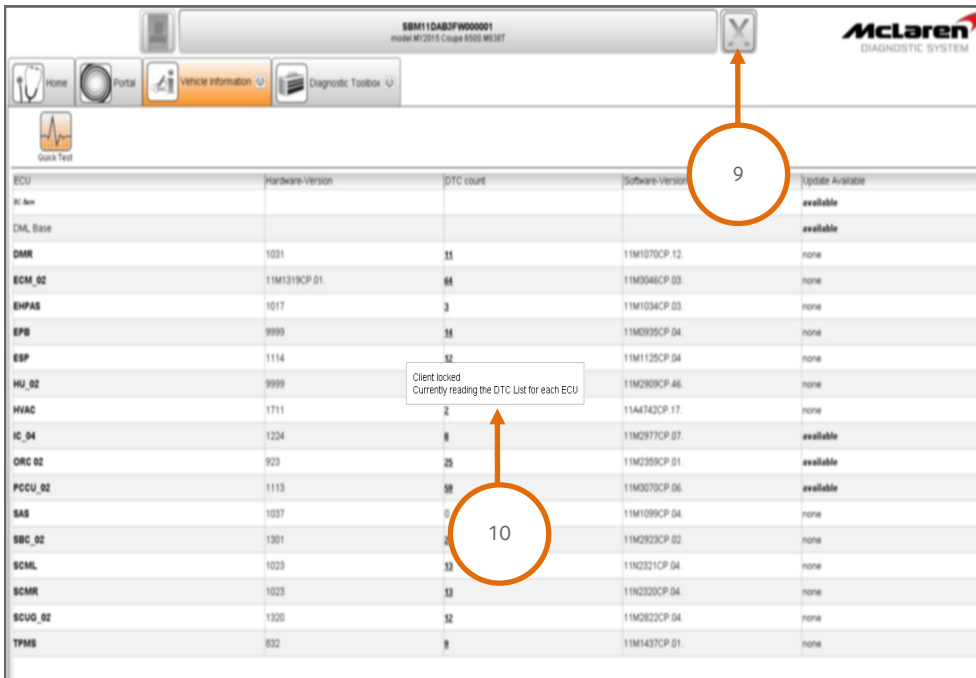 SBM11DAB3FW000001
model MY2015 Coupe 650S M838T
McLaren
DIAGNOSTIC SYSTEM
Home Portal Vehicle Information Diagnostic Toolbox
Quick Test
9
ECU Hardware-Version DTC count Software-Version Update Available
available
DML Base available
DMR 1031 11 11M1070CP.12. none
ECM_02 11M1319CP.01. 64 11M3046CP.03. none
EHPAS 1017 3 11M1034CP.03. none
EPB 9999 14 11M0935CP.04. none
ESP 1114 12 11M1125CP.04 none
Client locked
Currently reading the DTC List for each ECU
HU_02 9999 11M2909CP.46. none
HVAC 1711 2 11A4742CP.17. none
IC_04 1224 11M2977CP.07. available
ORC 02 923 25 11M2359CP.01. available
PCCU_02 1113 59 11M3070CP.06. available
SAS 1037 0 11M1099CP.04. none
10
SBC_02 1301 11M2923CP.02. none
SCML 1023 13 11N2321CP.04. none
SCMR 1023 13 11N2320CP.04. none
SCUG_02 1320 12 11M2822CP.04. none
TPMS 832 9 11M1437CP.01. none